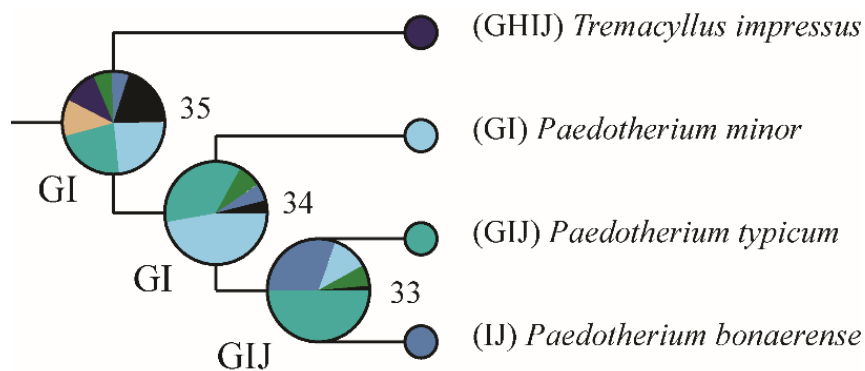 (GHIJ) Tremacyllus impressus
35
(GI) Paedotherium minor
GI
34
(GIJ) Paedotherium typicum
GI
33
GIJ
(IJ) Paedotherium bonaerense